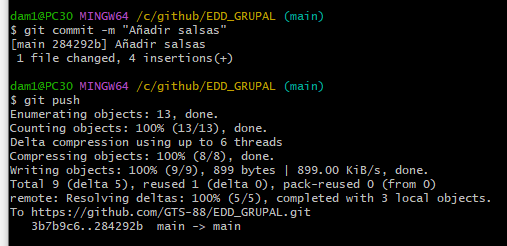 dam1@PC30 MINGW64 /c/github/EDD_GRUPAL (main)
$ git commit -m "Añadir salsas"
[main 284292b] Añadir salsas
 1 file changed, 4 insertions(+)

dam1@PC30 MINGW64 /c/github/EDD_GRUPAL (main)
$ git push
Enumerating objects: 13, done.
Counting objects: 100% (13/13), done.
Delta compression using up to 6 threads
Compressing objects: 100% (8/8), done.
Writing objects: 100% (9/9), 899 bytes | 899.00 KiB/s, done.
Total 9 (delta 5), reused 1 (delta 0), pack-reused 0 (from 0)
remote: Resolving deltas: 100% (5/5), completed with 3 local objects.
To https://github.com/GTS-88/EDD_GRUPAL.git
   3b7b9c6..284292b  main -> main